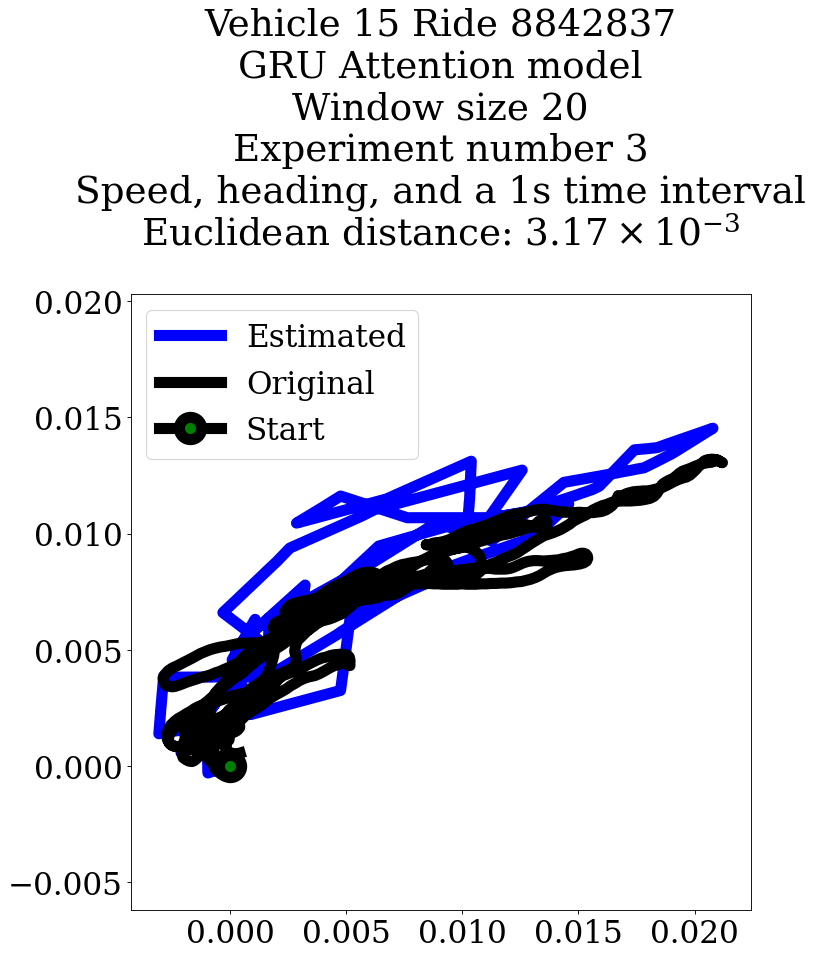 Vehicle 15 Ride 8842837
GRU Attention model
Window size 20
Experiment number 3
Speed, heading, and a 1s time interval
Euclidean distance: 3.17 × 10⁻³
0.020
0.015
0.010
0.005
0.000
−0.005
Estimated
Original
Start
0.000 0.005 0.010 0.015 0.020